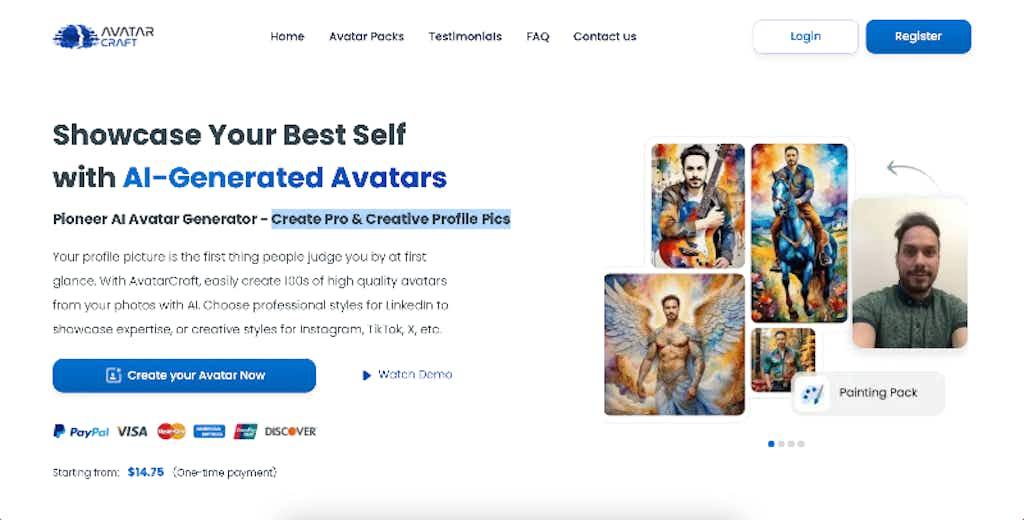 AVATAR
CRAFT
Home Avatar Packs Testimonials FAQ Contact us
Login Register
Showcase Your Best Self
with AI-Generated Avatars
Pioneer AI Avatar Generator - Create Pro & Creative Profile Pics
Your profile picture is the first thing people judge you by at first
glance. With AvatarCraft, easily create 100s of high quality avatars
from your photos with AI. Choose professional styles for LinkedIn to
showcase expertise, or creative styles for Instagram, TikTok, X, etc.
Create your Avatar Now
Watch Demo
PayPal VISA DISCOVER
Starting from: $14.75 (One-time payment)
Painting Pack